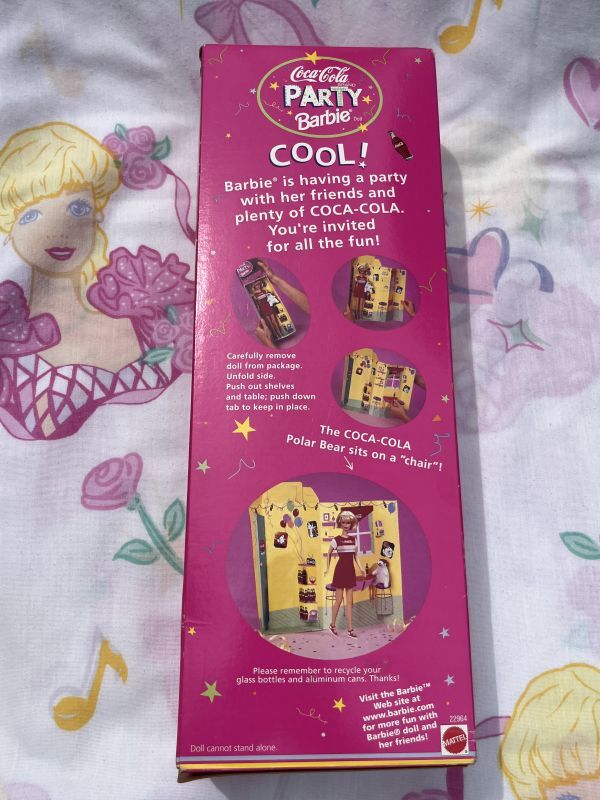 Coca-Cola
BRAND
PARTY
Barbie® Doll
COOL!
Barbie® is having a party
with her friends and
plenty of COCA-COLA.
You're invited
for all the fun!
Carefully remove
doll from package.
Unfold side.
Push out shelves
and table; push down
tab to keep in place.
The COCA-COLA
Polar Bear sits on a "chair"!
Please remember to recycle your
glass bottles and aluminum cans. Thanks!
Visit the Barbie™
Web site at
www.barbie.com
for more fun with
Barbie® doll and
her friends!
22964
MATTEL
Doll cannot stand alone.